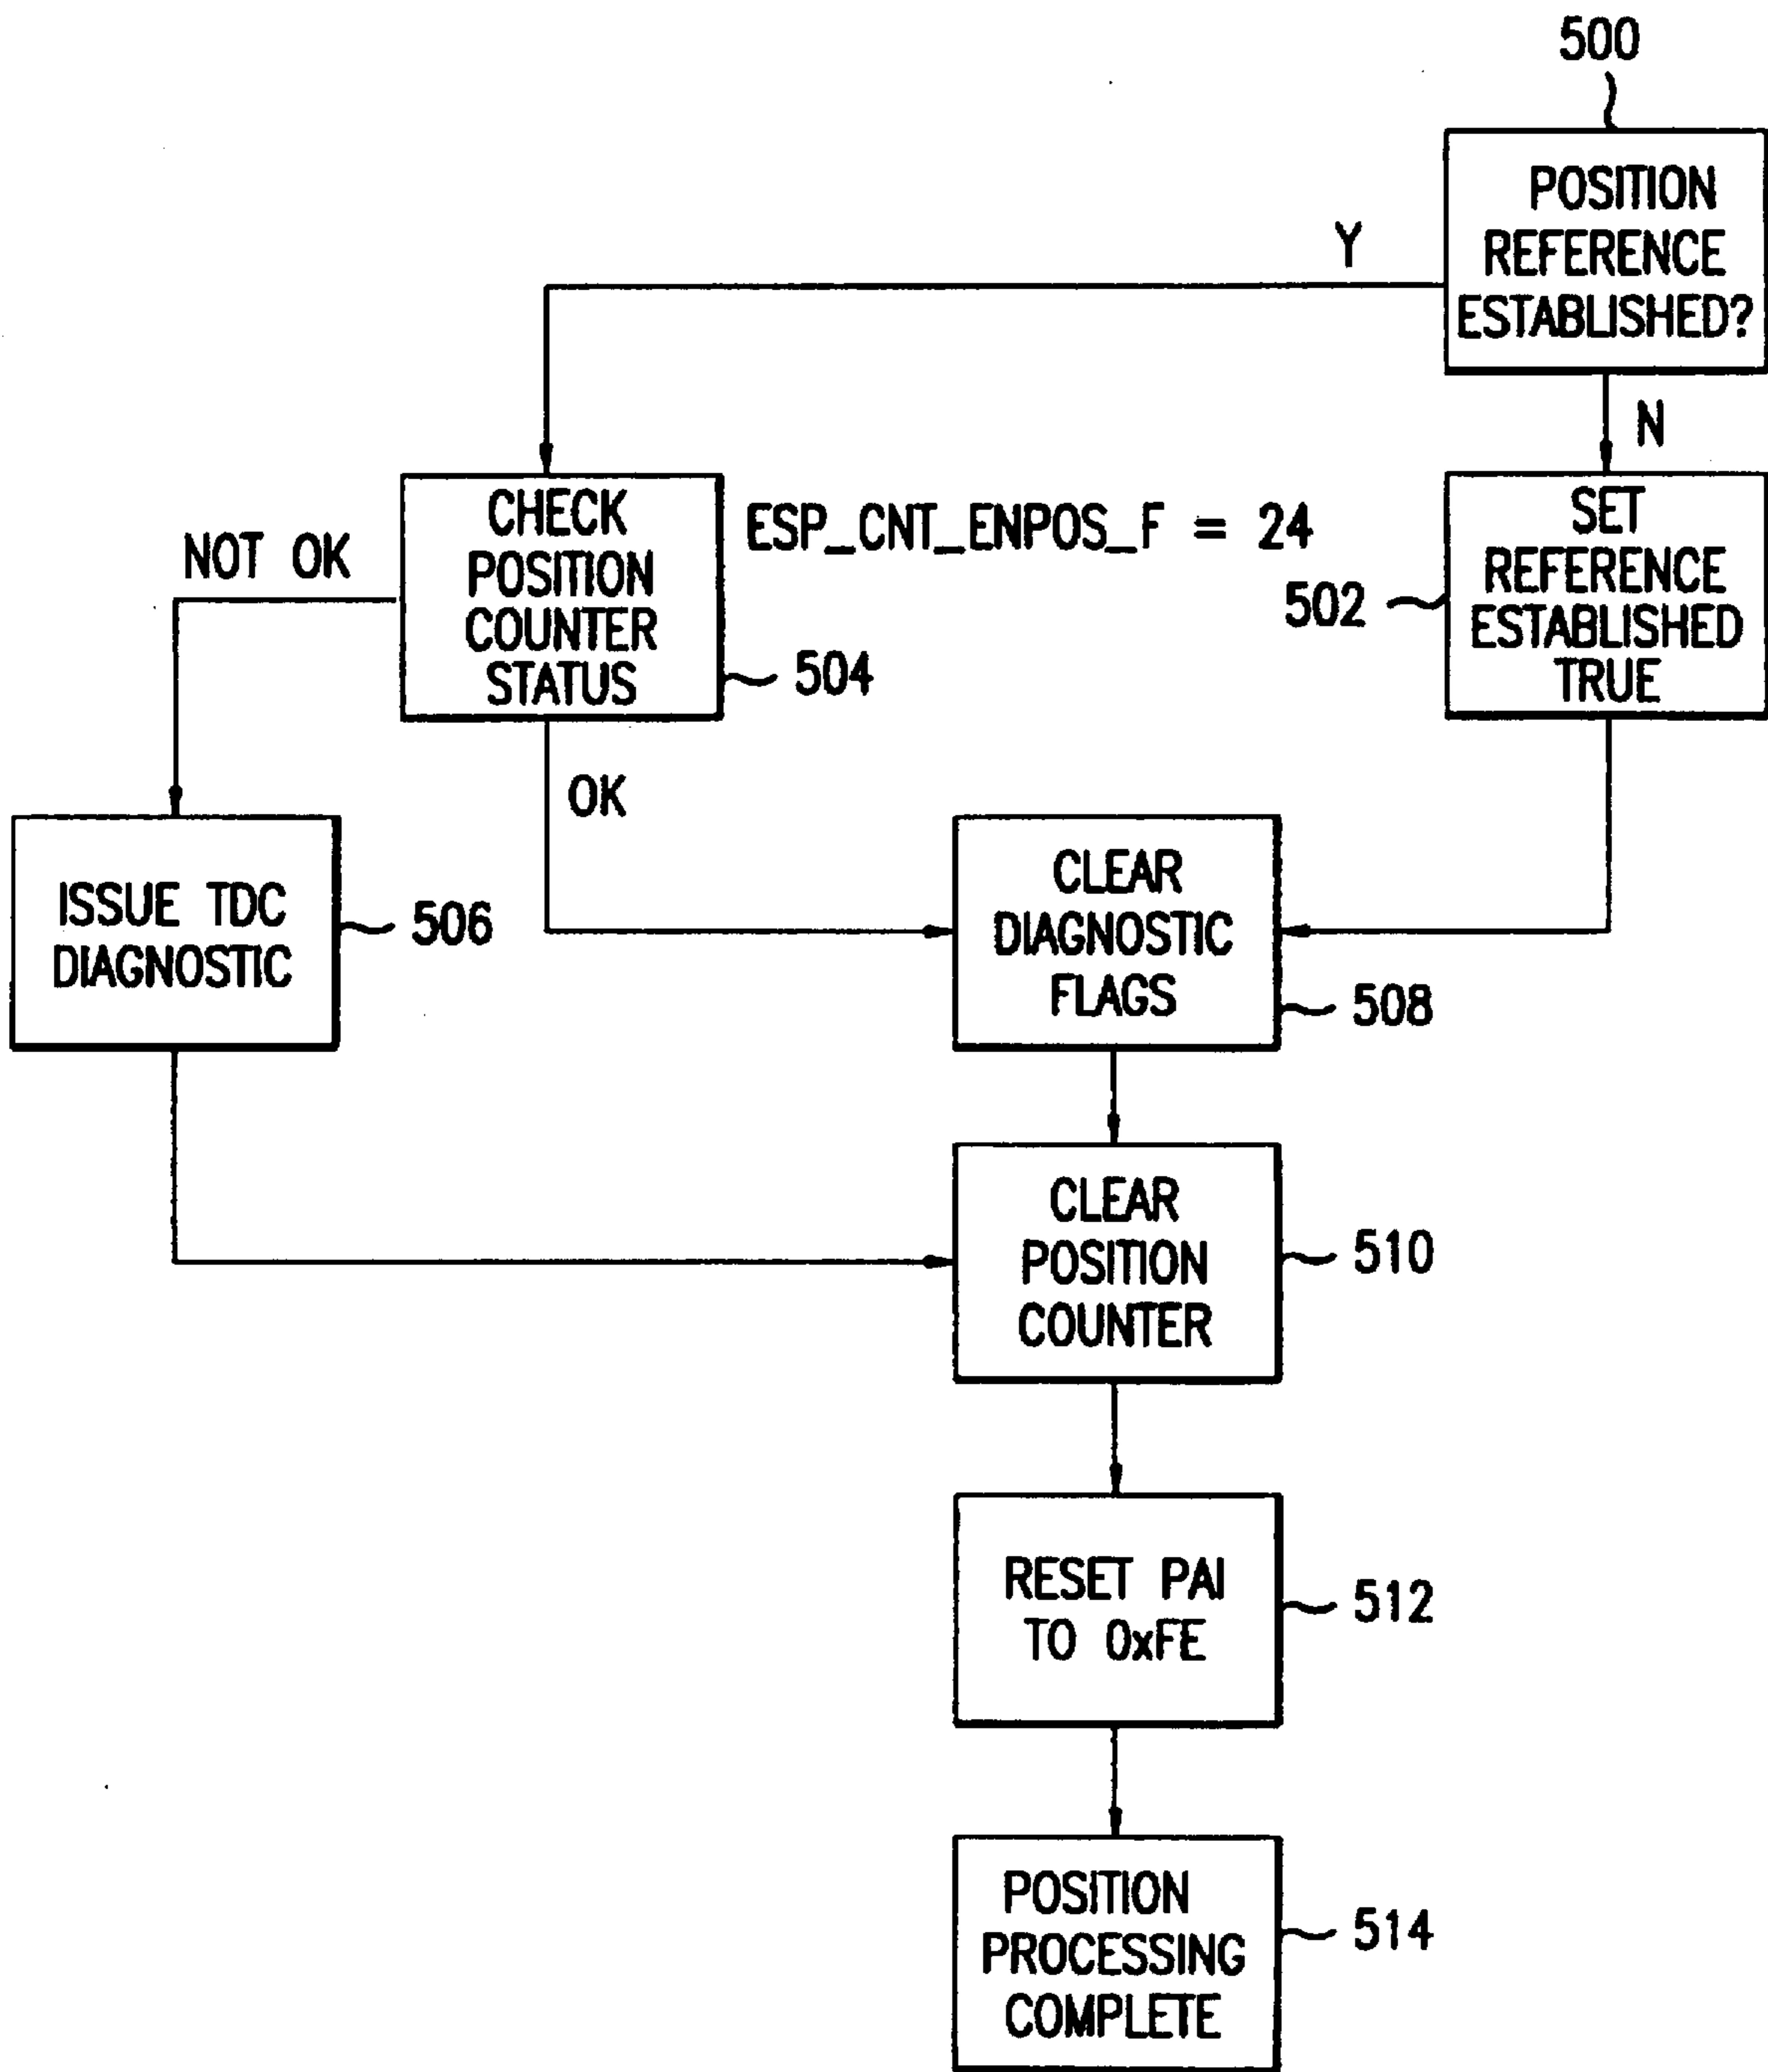 500
POSITION
REFERENCE
ESTABLISHED?
Y
N
CHECK
POSITION
COUNTER
STATUS
ESP_CNT_ENPOS_F = 24
NOT OK
504
OK
SET
REFERENCE
ESTABLISHED
TRUE
502
ISSUE TDC
DIAGNOSTIC
506
CLEAR
DIAGNOSTIC
FLAGS
508
CLEAR
POSITION
COUNTER
510
RESET PAI
TO 0xFE
512
POSITION
PROCESSING
COMPLETE
514